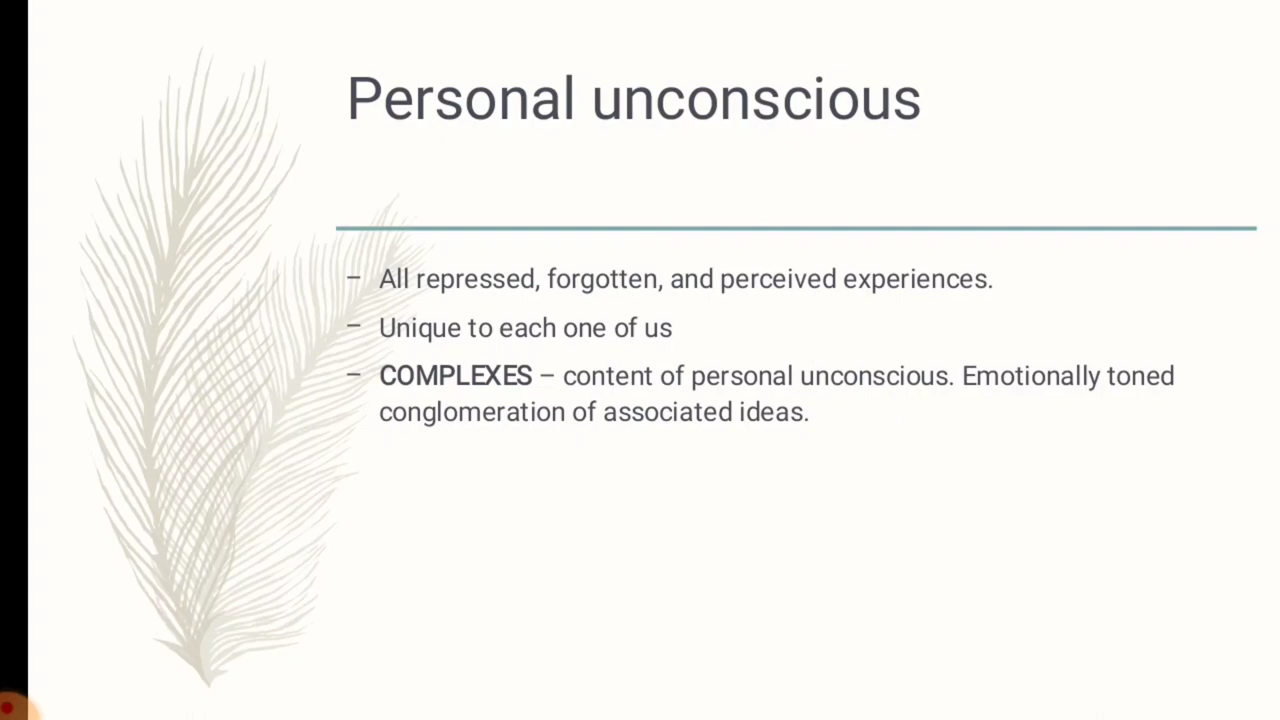 Personal unconscious
– All repressed, forgotten, and perceived experiences.
– Unique to each one of us
– COMPLEXES – content of personal unconscious. Emotionally toned
conglomeration of associated ideas.